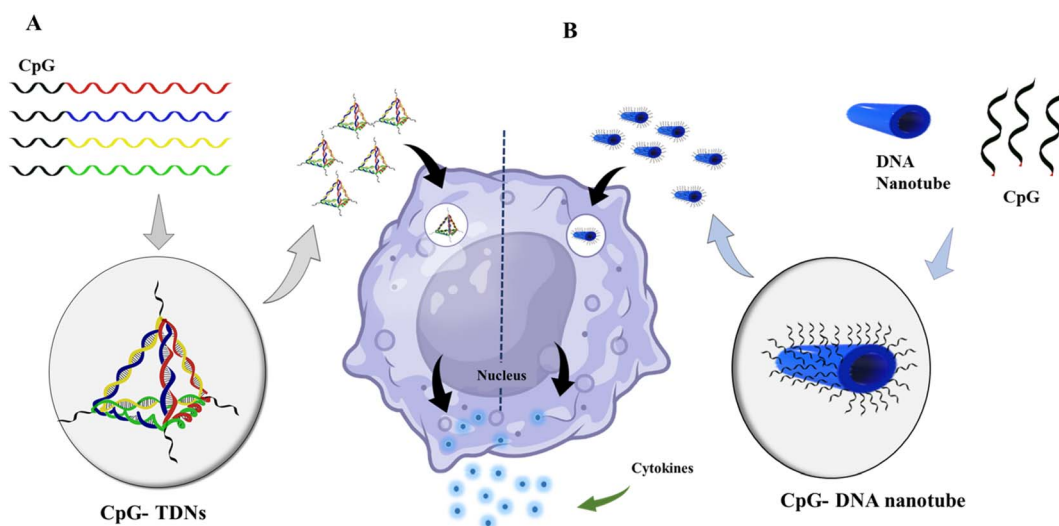 A
CpG
CpG- TDNs
B
DNA
Nanotube
CpG
Nucleus
Cytokines
CpG- DNA nanotube